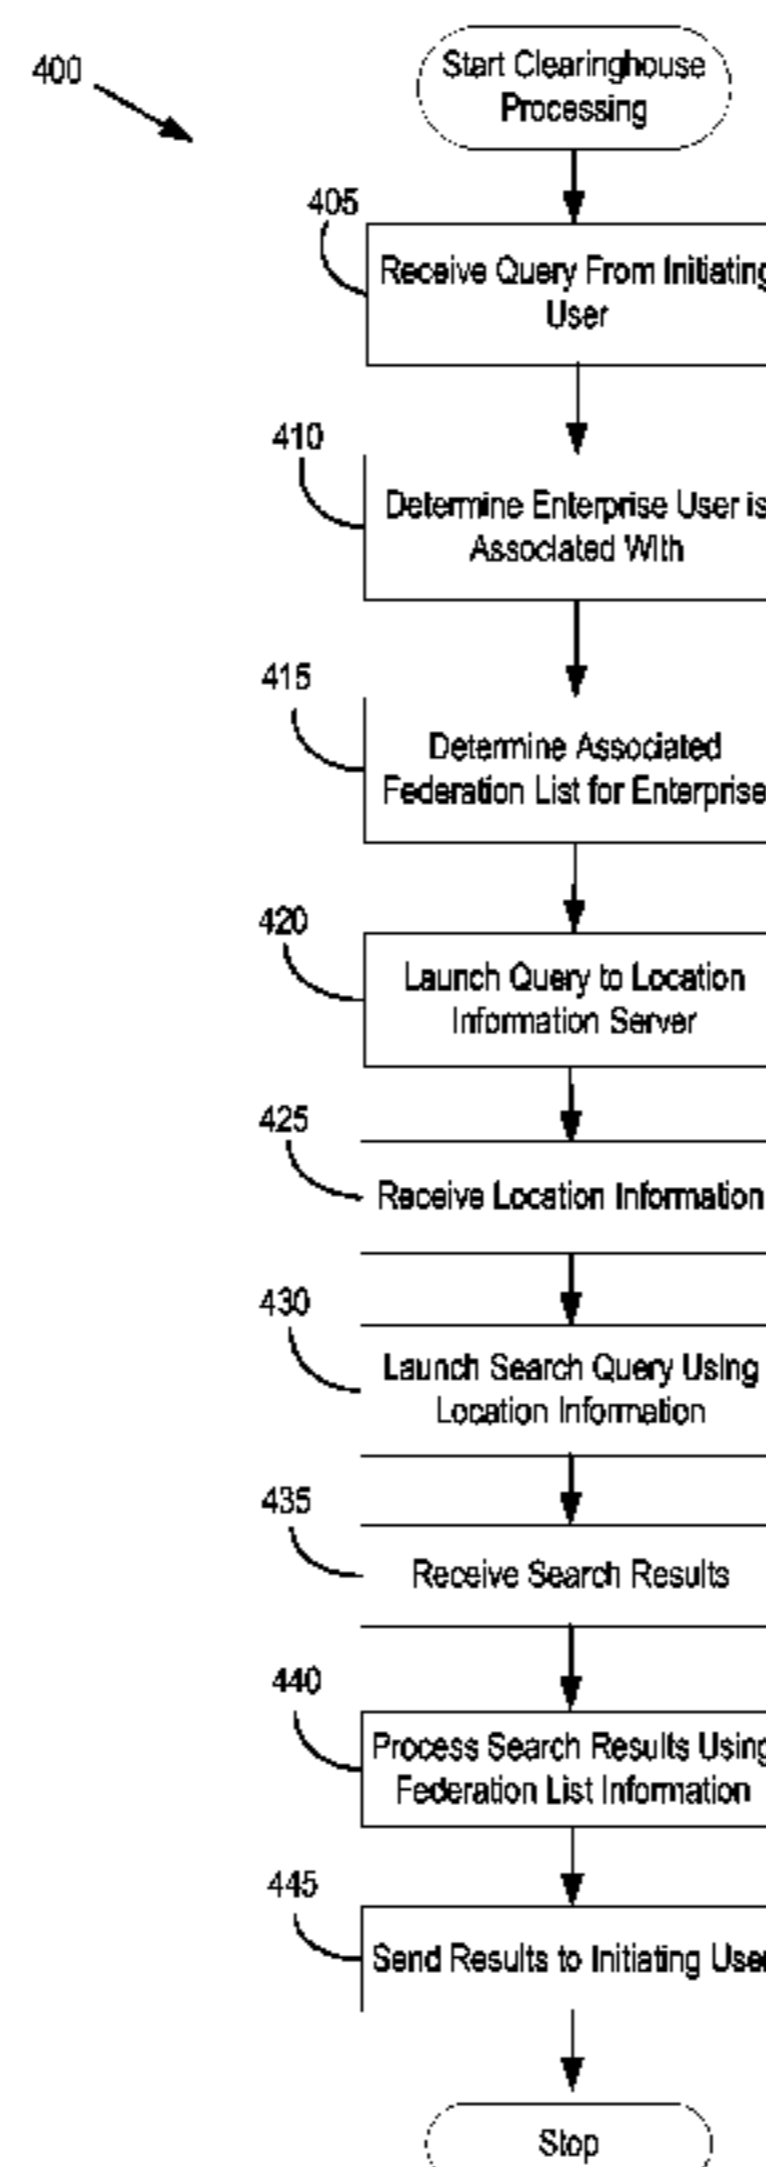 400
Start Clearinghouse
Processing
405
Receive Query From Initiating
User
410
Determine Enterprise User is
Associated With
415
Determine Associated
Federation List for Enterprise
420
Launch Query to Location
Information Server
425
Receive Location Information
430
Launch Search Query Using
Location Information
435
Receive Search Results
440
Process Search Results Using
Federation List Information
445
Send Results to Initiating User
Stop